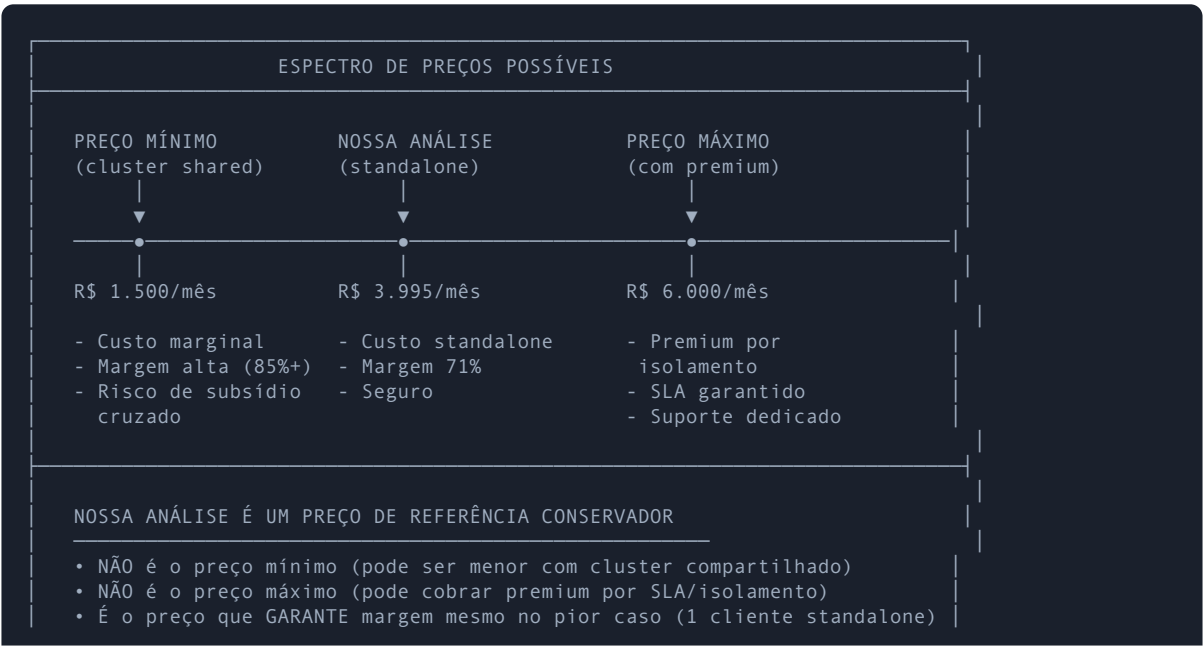 ESPECTRO DE PREÇOS POSSÍVEIS
PREÇO MÍNIMO NOSSA ANÁLISE PREÇO MÁXIMO
(cluster shared) (standalone) (com premium)
R$ 1.500/mês R$ 3.995/mês R$ 6.000/mês
- Custo marginal - Custo standalone - Premium por
- Margem alta (85%+) - Margem 71% isolamento
- Risco de subsídio - Seguro - SLA garantido
cruzado - Suporte dedicado
NOSSA ANÁLISE É UM PREÇO DE REFERÊNCIA CONSERVADOR
• NÃO é o preço mínimo (pode ser menor com cluster compartilhado)
• NÃO é o preço máximo (pode cobrar premium por SLA/isolamento)
• É o preço que GARANTE margem mesmo no pior caso (1 cliente standalone)